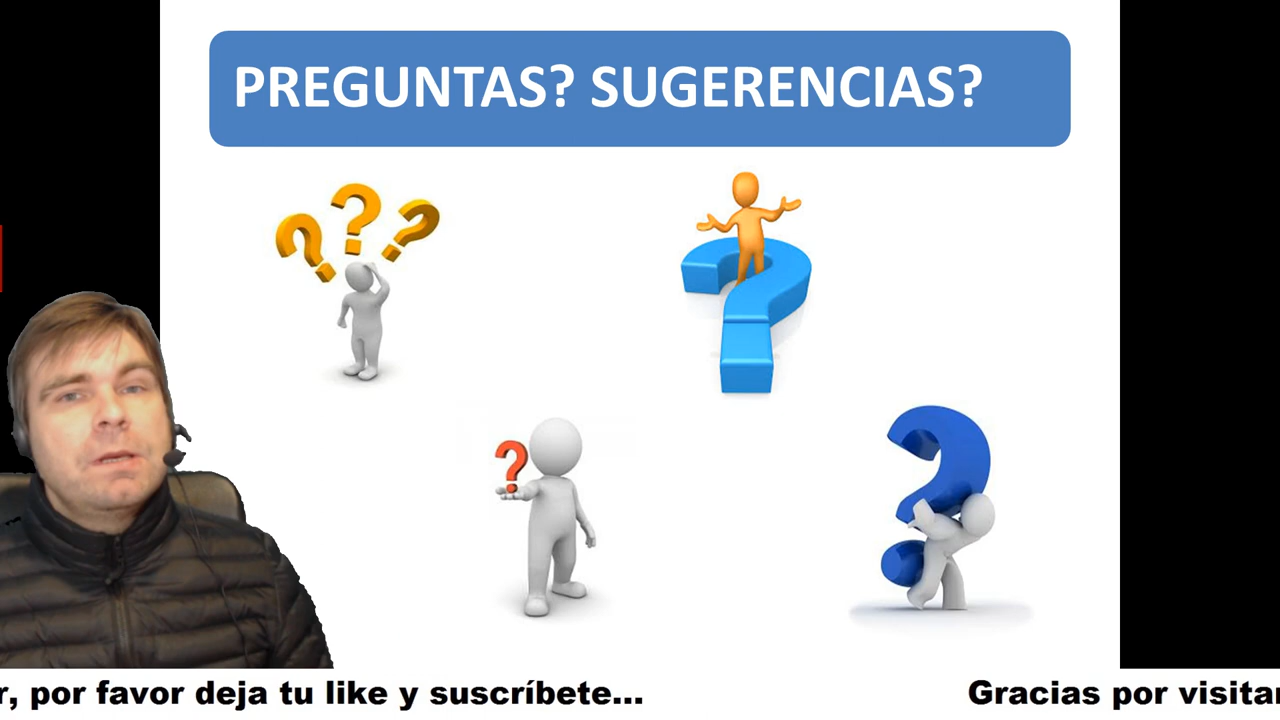 PREGUNTAS? SUGERENCIAS?
r, por favor deja tu like y suscríbete... Gracias por visitar